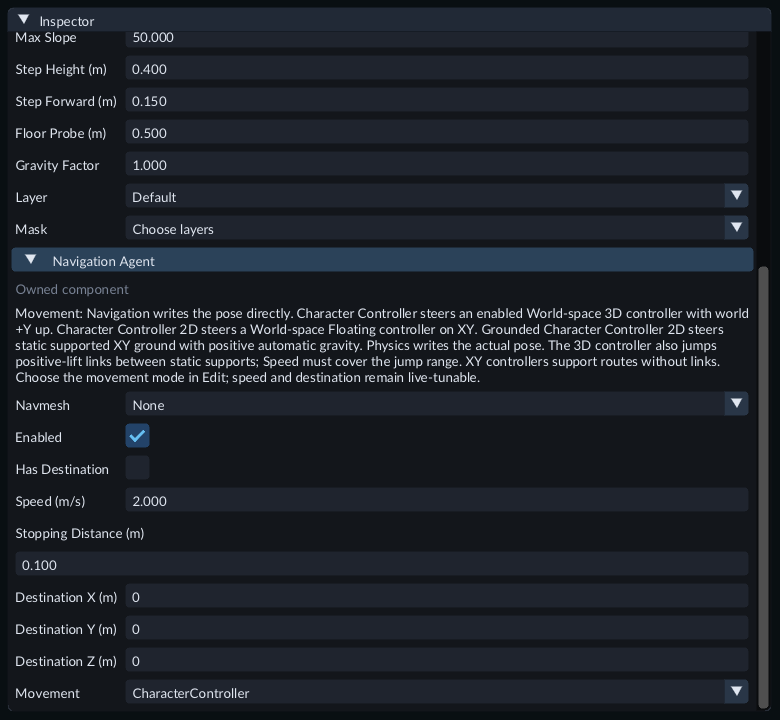 Inspector
Max Slope 50.000
Step Height (m) 0.400
Step Forward (m) 0.150
Floor Probe (m) 0.500
Gravity Factor 1.000
Layer Default
Mask Choose layers
Navigation Agent
Owned component
Movement: Navigation writes the pose directly. Character Controller steers an enabled World-space 3D controller with world
+Y up. Character Controller 2D steers a World-space Floating controller on XY. Grounded Character Controller 2D steers
static supported XY ground with positive automatic gravity. Physics writes the actual pose. The 3D controller also jumps
positive-lift links between static supports; Speed must cover the jump range. XY controllers support routes without links.
Choose the movement mode in Edit; speed and destination remain live-tunable.
Navmesh None
Enabled
Has Destination
Speed (m/s) 2.000
Stopping Distance (m)
0.100
Destination X (m) 0
Destination Y (m) 0
Destination Z (m) 0
Movement CharacterController